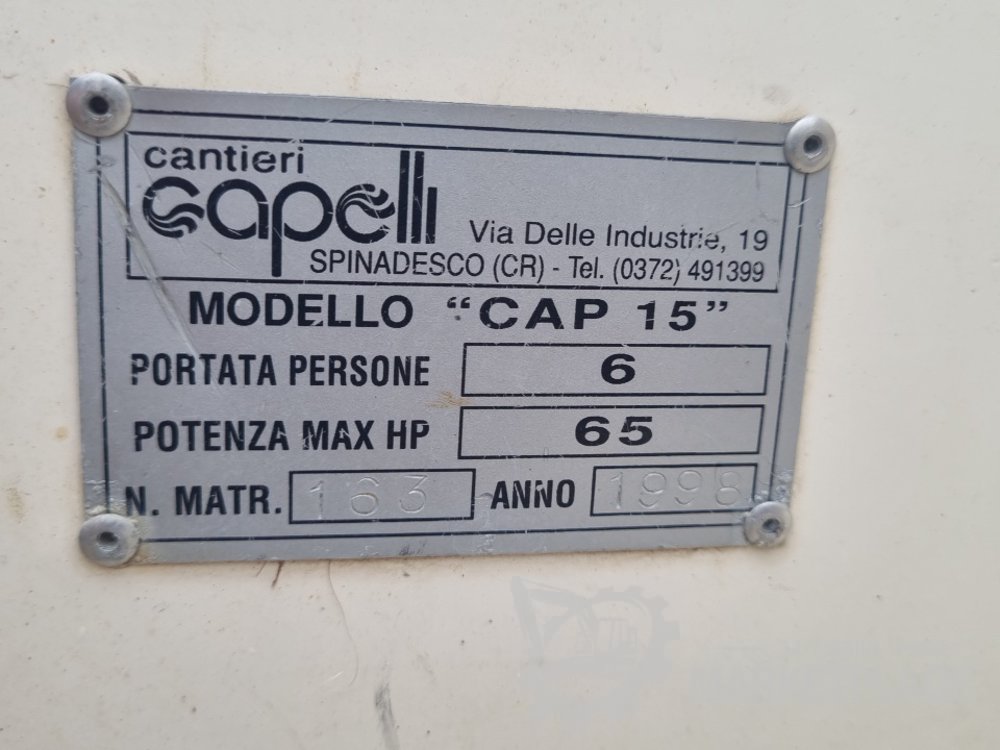 cantieri
capelli
Via Delle Industrie, 19
SPINADESCO (CR) - Tel. (0372) 491399
MODELLO "CAP 15"
PORTATA PERSONE 6
POTENZA MAX HP 65
N. MATR. 163 ANNO 1998